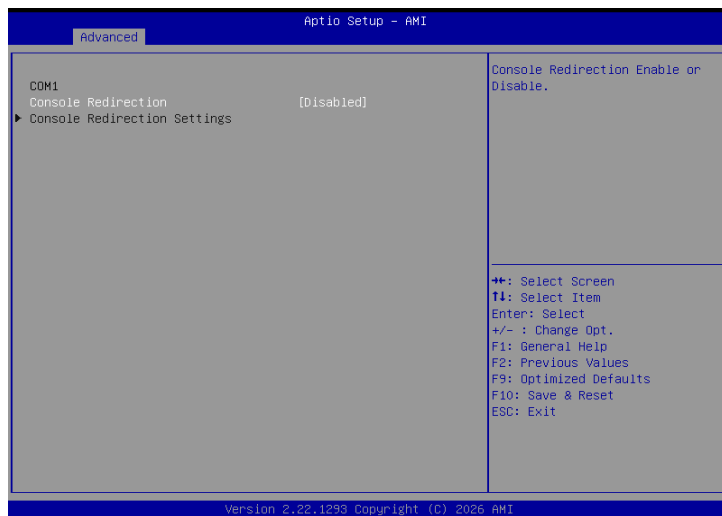 Aptio Setup – AMI
Advanced
COM1
Console Redirection [Disabled]
▶ Console Redirection Settings
Console Redirection Enable or
Disable.
→←: Select Screen
↑↓: Select Item
Enter: Select
+/- : Change Opt.
F1: General Help
F2: Previous Values
F9: Optimized Defaults
F10: Save & Reset
ESC: Exit
Version 2.22.1293 Copyright (C) 2026 AMI